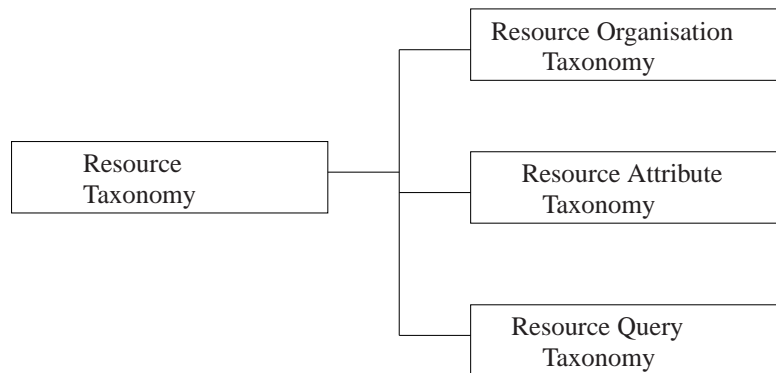 Resource Organisation
Taxonomy
Resource
Taxonomy
Resource Attribute
Taxonomy
Resource Query
Taxonomy